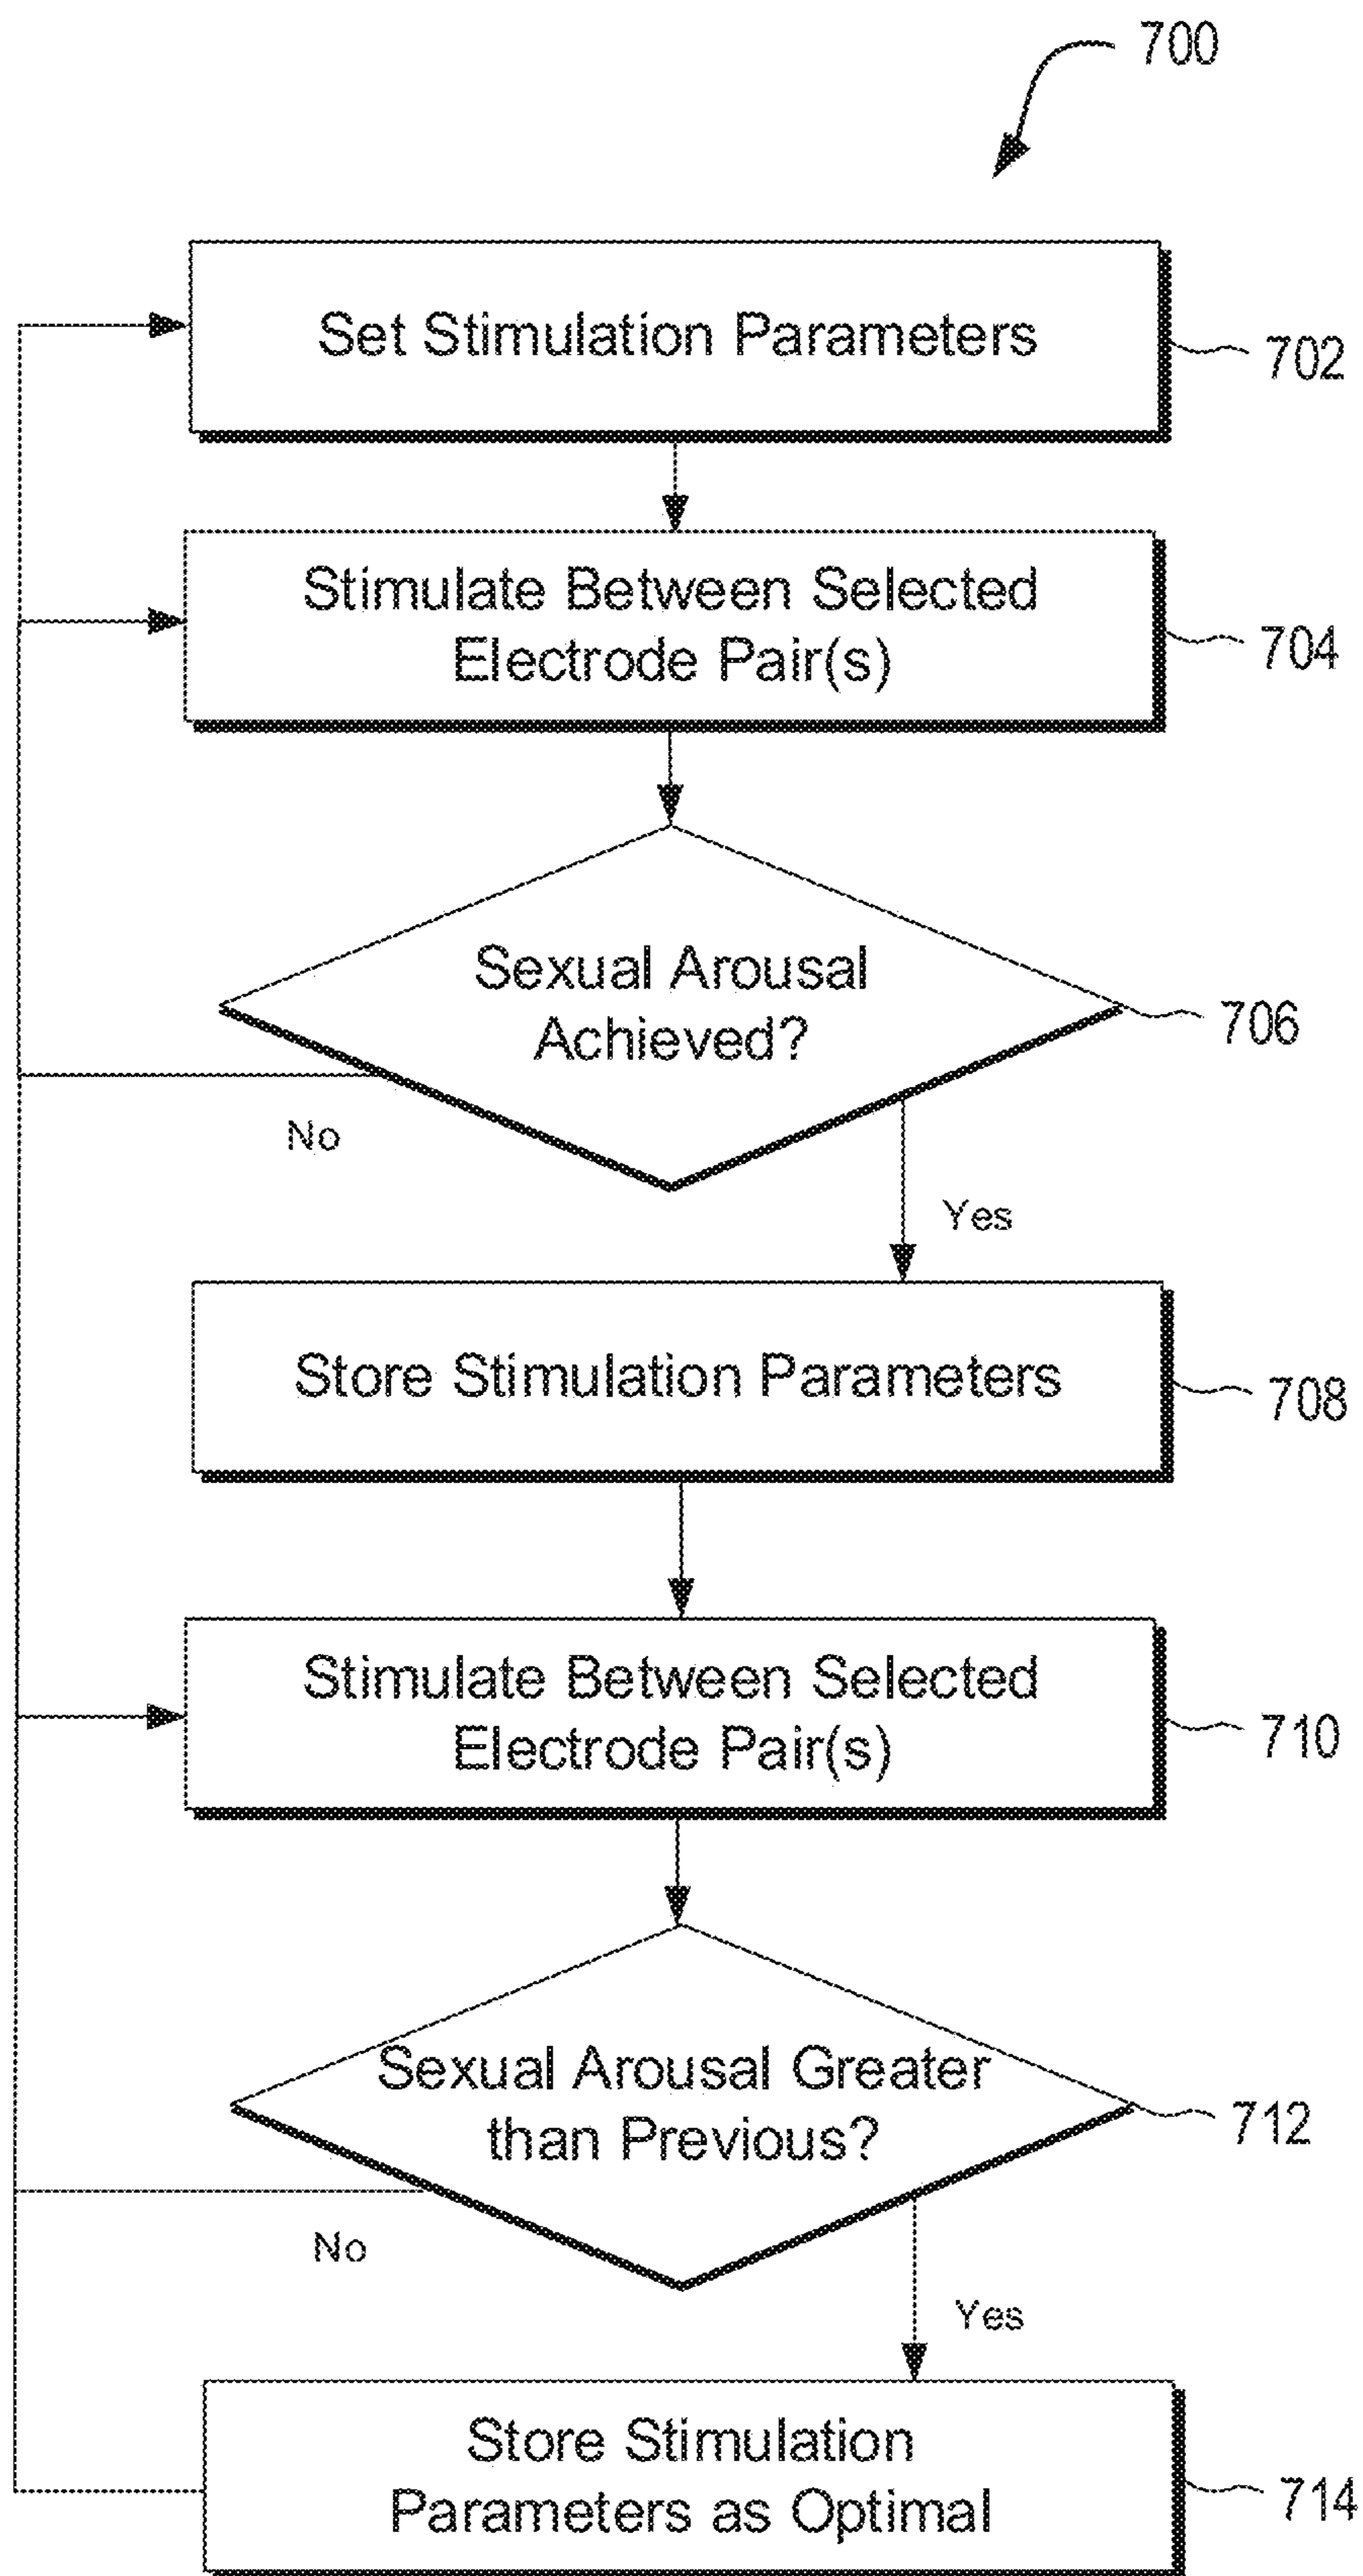 700
Set Stimulation Parameters
702
Stimulate Between Selected
Electrode Pair(s)
704
Sexual Arousal
Achieved?
706
No
Yes
Store Stimulation Parameters
708
Stimulate Between Selected
Electrode Pair(s)
710
Sexual Arousal Greater
than Previous?
712
No
Yes
Store Stimulation
Parameters as Optimal
714